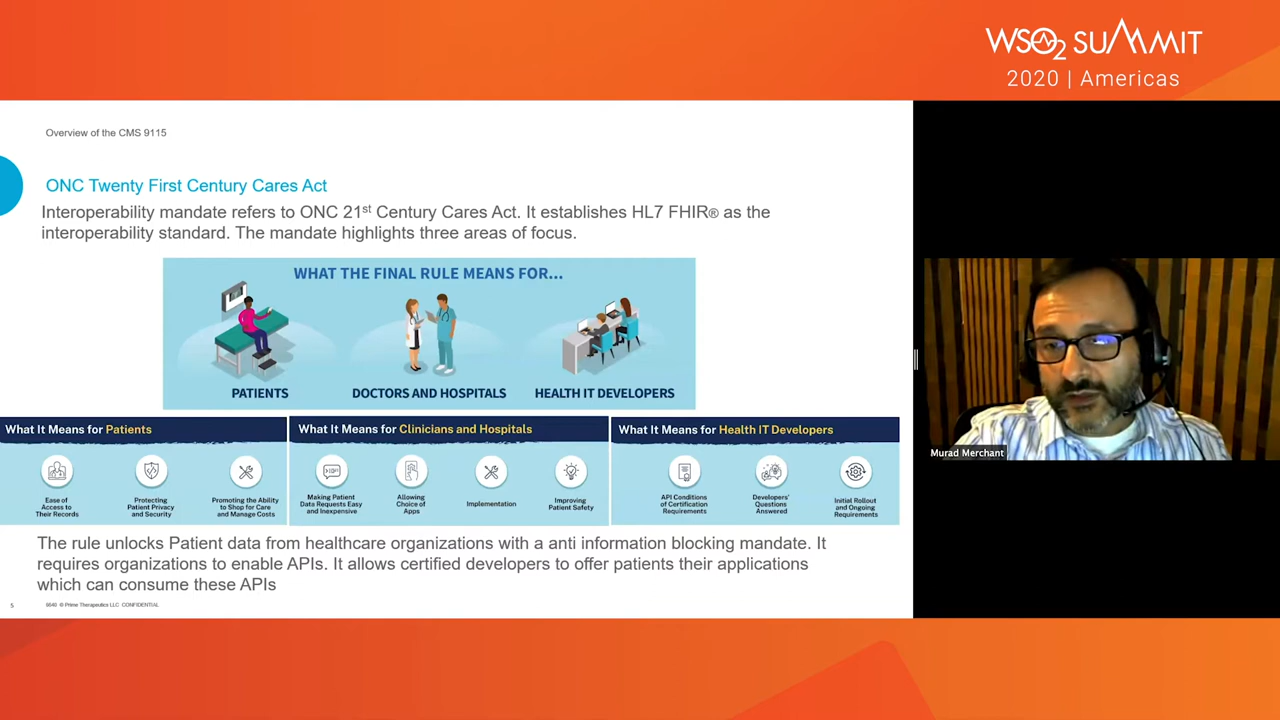 WSO2 SUMMIT
2020 | Americas
Overview of the CMS 9115
ONC Twenty First Century Cares Act
Interoperability mandate refers to ONC 21st Century Cares Act. It establishes HL7 FHIR® as the
interoperability standard. The mandate highlights three areas of focus.
WHAT THE FINAL RULE MEANS FOR...
PATIENTS
DOCTORS AND HOSPITALS
HEALTH IT DEVELOPERS
What It Means for Patients
Ease of
Access to
Their Records
Protecting
Patient Privacy
and Security
Promoting the Ability
to Shop for Care
and Manage Costs
What It Means for Clinicians and Hospitals
Making Patient
Data Requests Easy
and Inexpensive
Allowing
Choice of
Apps
Implementation
Improving
Patient Safety
What It Means for Health IT Developers
API Conditions
of Certification
Requirements
Developers'
Questions
Answered
Initial Rollout
and Ongoing
Requirements
The rule unlocks Patient data from healthcare organizations with a anti information blocking mandate. It
requires organizations to enable APIs. It allows certified developers to offer patients their applications
which can consume these APIs
5
© Prime Therapeutics LLC CONFIDENTIAL
Murad Merchant